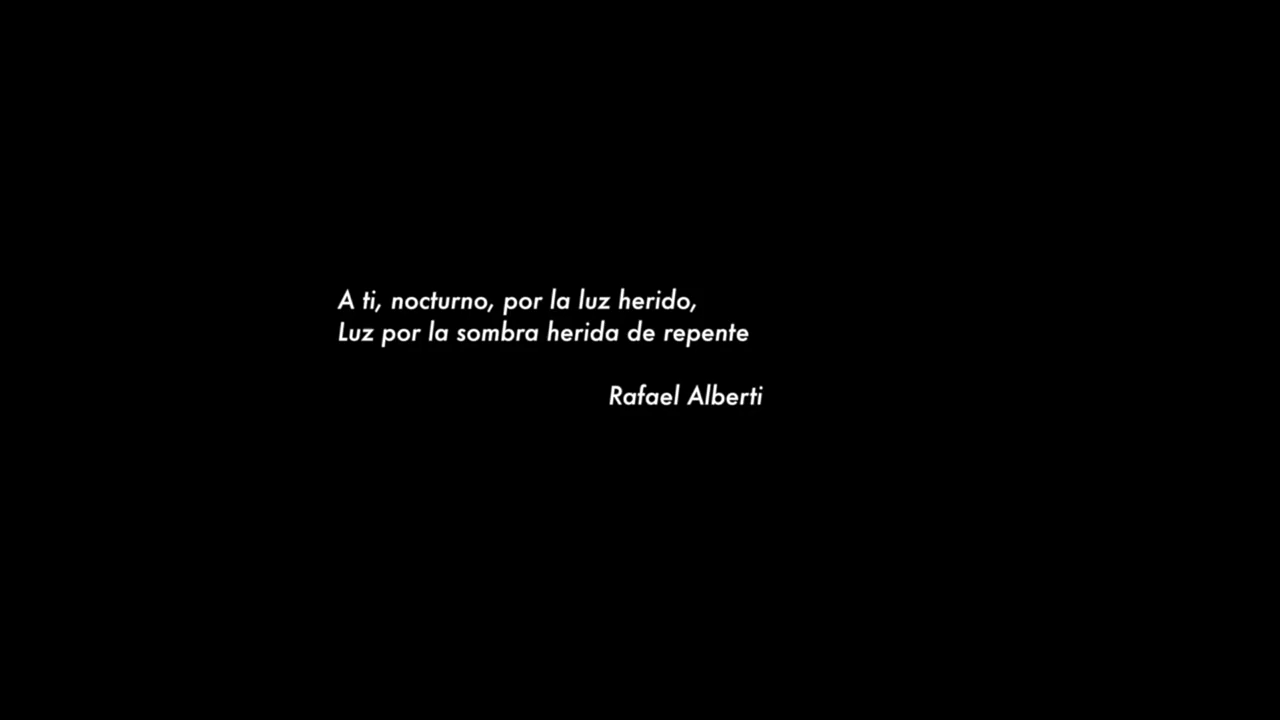 A ti, nocturno, por la luz herido,
Luz por la sombra herida de repente
Rafael Alberti